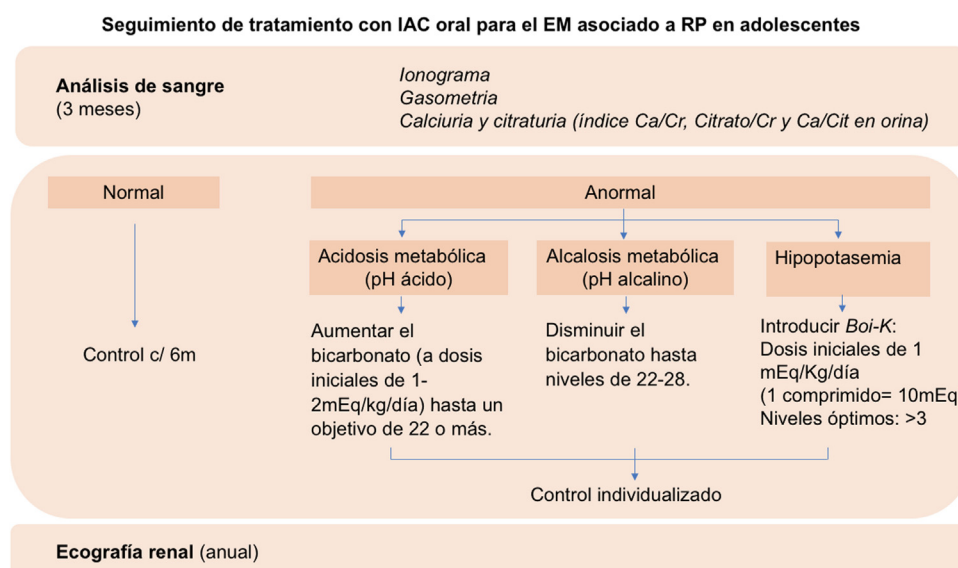 Seguimiento de tratamiento con IAC oral para el EM asociado a RP en adolescentes
Análisis de sangre
(3 meses)
Ionograma
Gasometria
Calciuria y citraturia (índice Ca/Cr, Citrato/Cr y Ca/Cit en orina)
Normal
Anormal
Acidosis metabólica
(pH ácido)
Alcalosis metabólica
(pH alcalino)
Hipopotasemia
Control c/ 6m
Aumentar el
bicarbonato (a dosis
iniciales de 1-
2mEq/kg/día) hasta un
objetivo de 22 o más.
Disminuir el
bicarbonato hasta
niveles de 22-28.
Introducir Boi-K:
Dosis iniciales de 1
mEq/Kg/día
(1 comprimido= 10mEq
Niveles óptimos: >3
Control individualizado
Ecografía renal (anual)